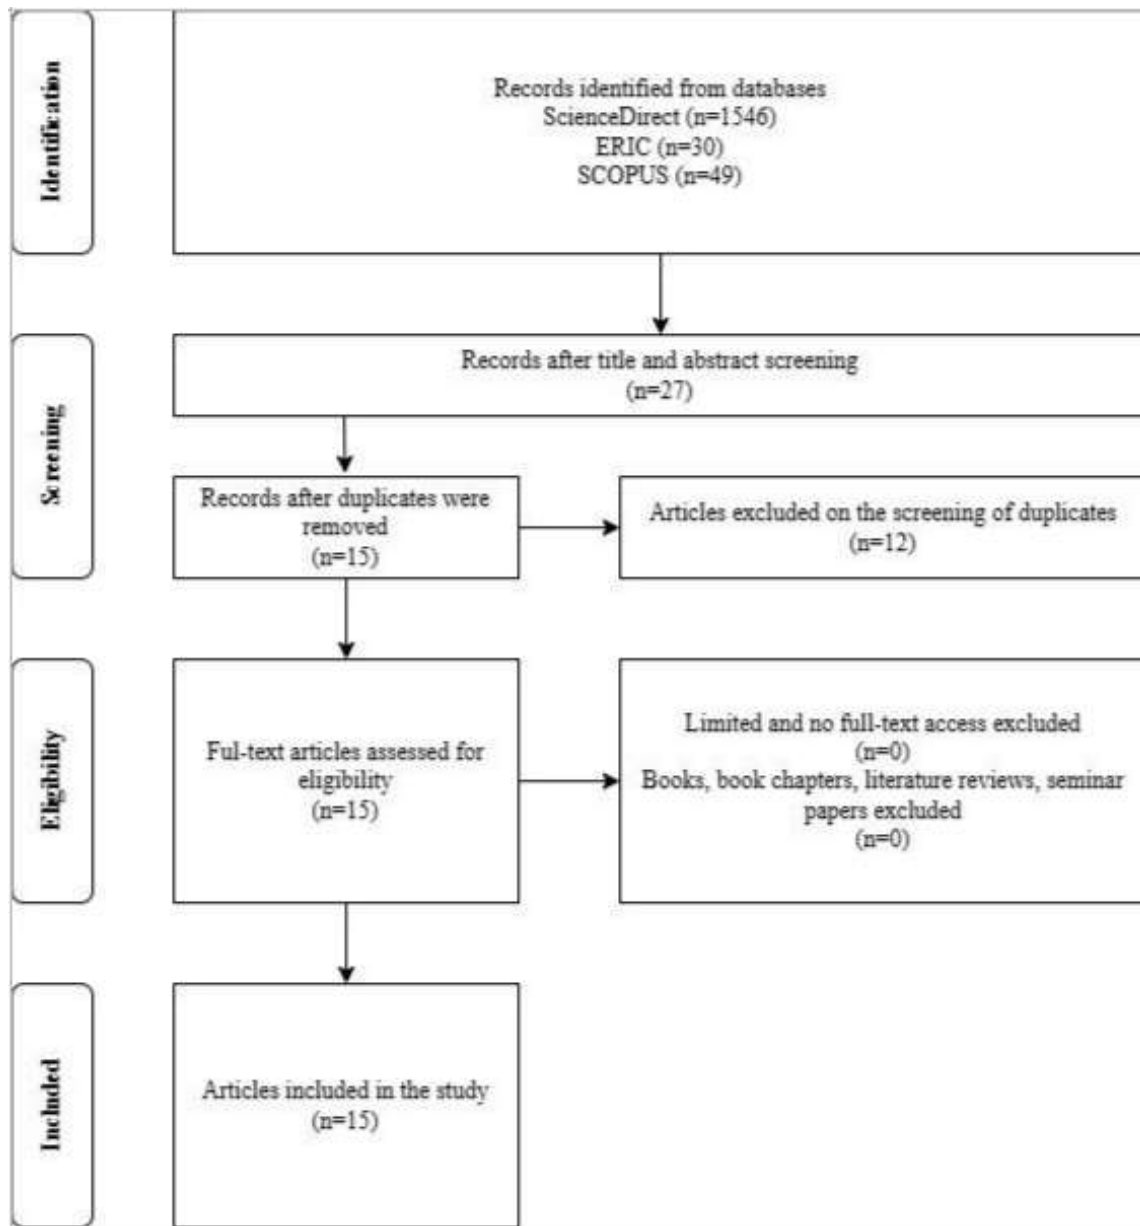 Identification
Records identified from databases
ScienceDirect (n=1546)
ERIC (n=30)
SCOPUS (n=49)
Screening
Records after title and abstract screening
(n=27)
Records after duplicates were
removed
(n=15)
Articles excluded on the screening of duplicates
(n=12)
Eligibility
Ful-text articles assessed for
eligibility
(n=15)
Limited and no full-text access excluded
(n=0)
Books, book chapters, literature reviews, seminar
papers excluded
(n=0)
Included
Articles included in the study
(n=15)